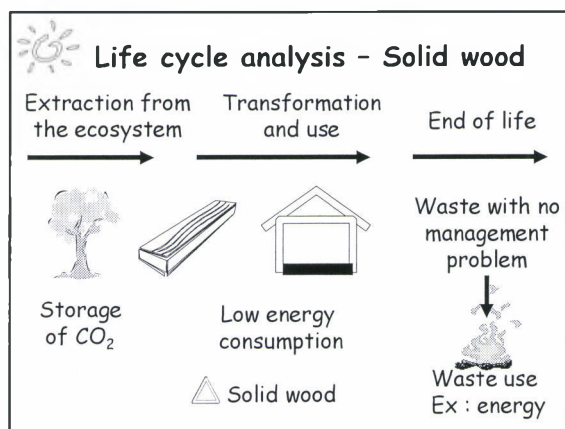 Life cycle analysis – Solid wood
Extraction from
the ecosystem
Transformation
and use
End of life
Storage
of CO₂
Low energy
consumption
Waste with no
management
problem
Waste use
Ex : energy
Solid wood